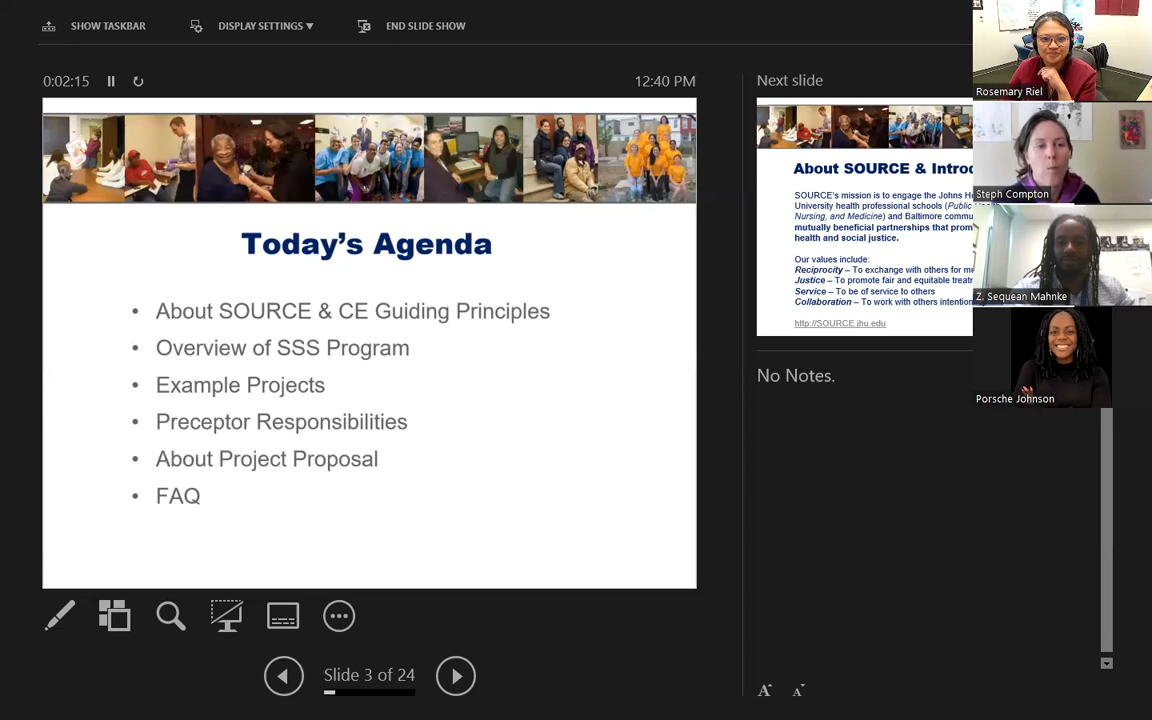 SHOW TASKBAR
DISPLAY SETTINGS ▼
END SLIDE SHOW
0:02:15
12:40 PM
Today's Agenda
• About SOURCE & CE Guiding Principles
• Overview of SSS Program
• Example Projects
• Preceptor Responsibilities
• About Project Proposal
• FAQ
Slide 3 of 24
Next slide
About SOURCE & Introd
SOURCE's mission is to engage the Johns H
University health professional schools (Public
Nursing, and Medicine) and Baltimore commu
mutually beneficial partnerships that prom
health and social justice.
Our values include:
Reciprocity – To exchange with others for m
Justice – To promote fair and equitable treat
Service – To be of service to others
Collaboration – To work with others intention
http://SOURCE.jhu.edu
No Notes.
A
A
Rosemary Riel
Steph Compton
Z. Sequean Mahnke
Porsche Johnson